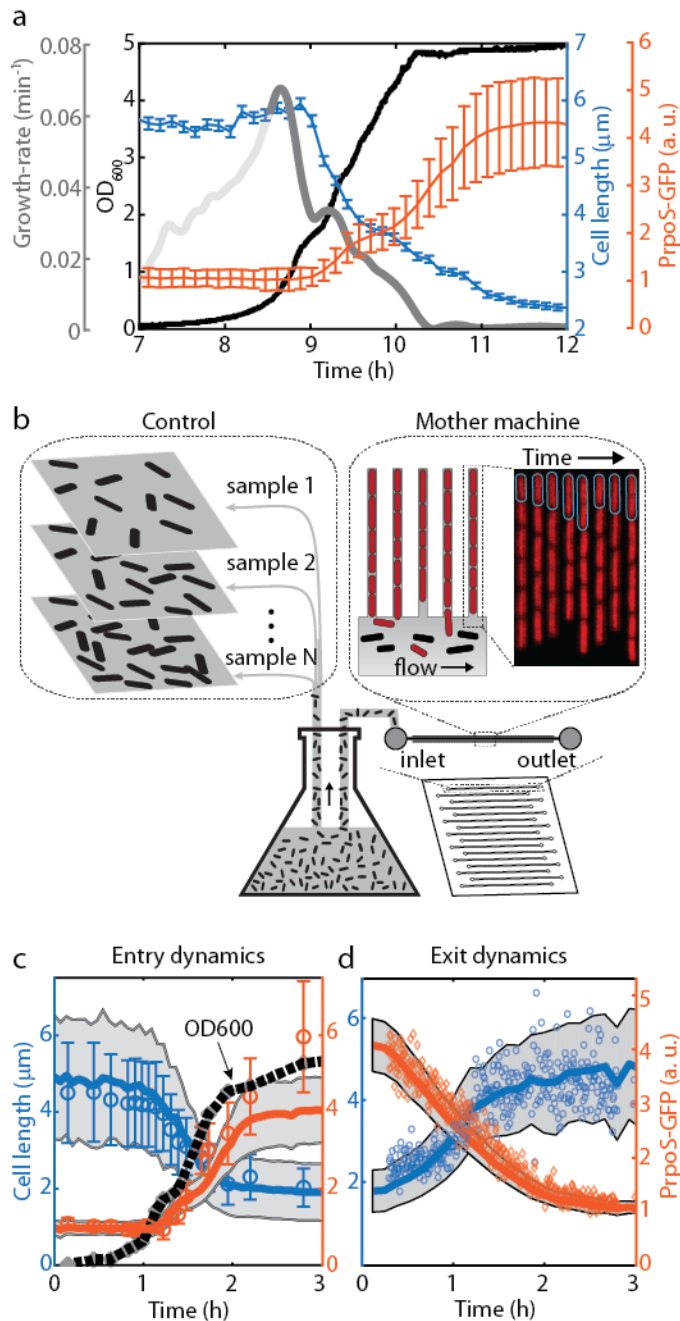 a
Growth-rate (min⁻¹)
0.08
0.06
0.04
0.02
0
OD₆₀₀
5
4
3
2
1
0
7
6
5
4
3
2
Cell length (μm)
6
5
4
3
2
1
0
PrpoS-GFP (a. u.)
7 8 9 10 11 12
Time (h)
b
Control
Mother machine
sample 1
sample 2
sample N
Time
flow
inlet
outlet
c
Entry dynamics
OD600
Cell length (μm)
6
4
2
0
6
4
2
0
0 1 2 3
Time (h)
d
Exit dynamics
6
4
2
0
5
4
3
2
1
0
PrpoS-GFP (a. u.)
0 1 2 3
Time (h)